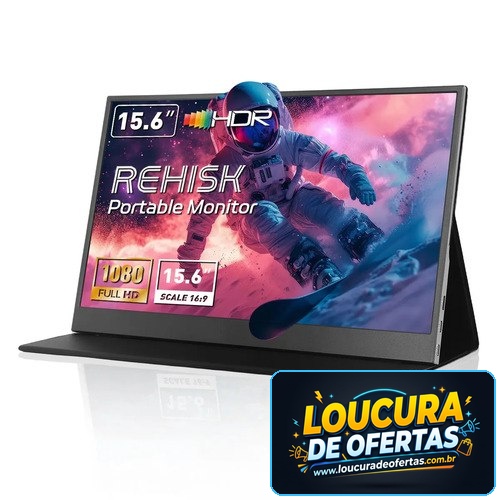 15.6"
HDR
REHISK
Portable Monitor
1080
FULL HD
15.6"
SCALE 16:9
LOUCURA
DE OFERTAS
www.loucuradeofertas.com.br